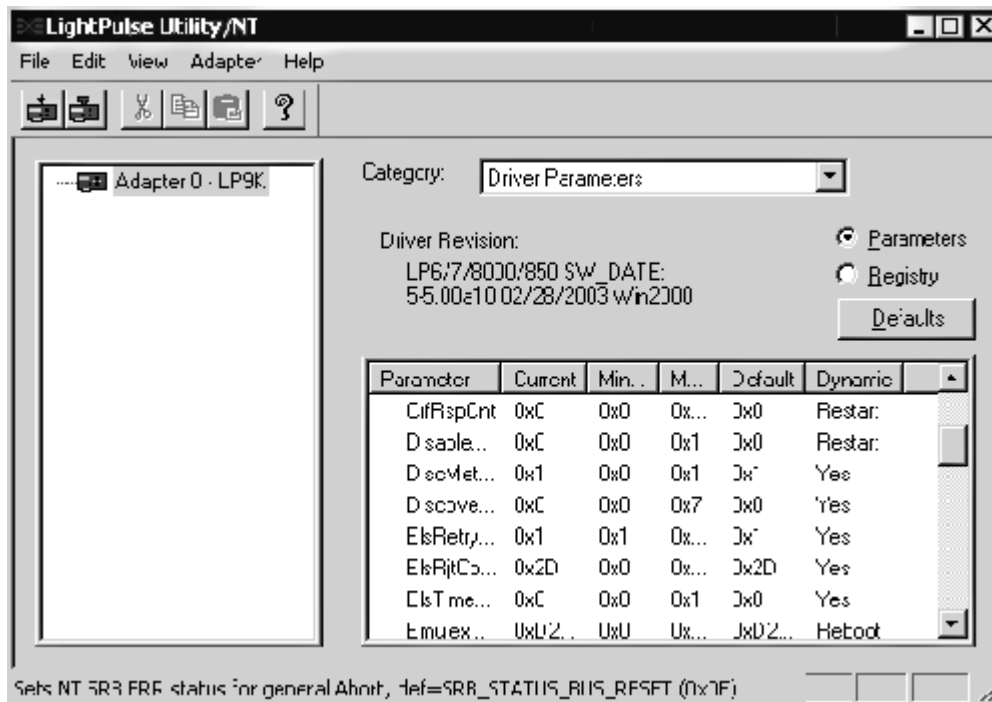 LightPulse Utility/NT
File Edit View Adapter Help
Adapter 0 - LP9K
Category: Driver Parameters
Driver Revision:
LP6/7/8000/850 SW_DATE:
5-5.00a10 02/28/2003 Win2000
Parameters
Registry
Defaults
Parameter Current Min... M... Default Dynamic
CrfRspCnt 0x0 0x0 0x... 0x0 Restart
Disable... 0x0 0x0 0x1 0x0 Restart
DiscMet... 0x1 0x0 0x1 0x1 Yes
Discove... 0x0 0x0 0x7 0x0 Yes
ElsRetry... 0x1 0x1 0x... 0x1 Yes
ElsRjtCo... 0x2D 0x0 0x... 0x2D Yes
ElsTime... 0x0 0x0 0x1 0x0 Yes
Emulex... 0xD2... 0x0 0x... 0xD2... Reboot
Sets NT SRB ERR status for general Abort, def=SRB_STATUS_BUS_RESET (0x0E)